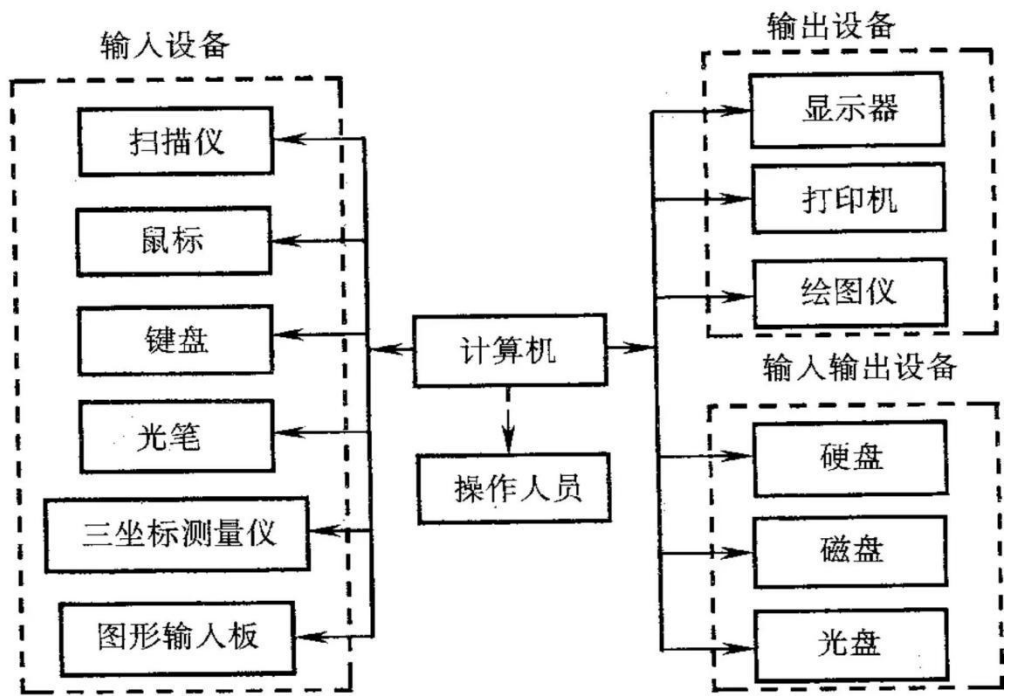 输入设备
扫描仪
鼠标
键盘
光笔
三坐标测量仪
图形输入板
计算机
操作人员
输出设备
显示器
打印机
绘图仪
输入输出设备
硬盘
磁盘
光盘